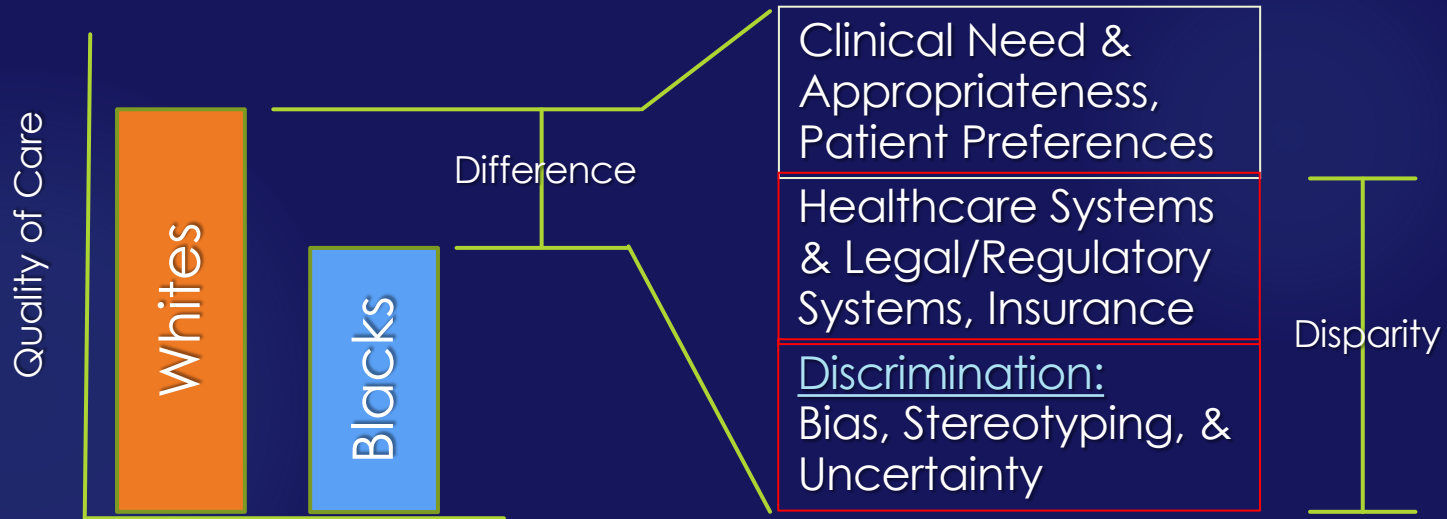 Quality of Care
Whites
Blacks
Difference
Clinical Need &
Appropriateness,
Patient Preferences
Healthcare Systems
& Legal/Regulatory
Systems, Insurance
Discrimination:
Bias, Stereotyping, &
Uncertainty
Disparity